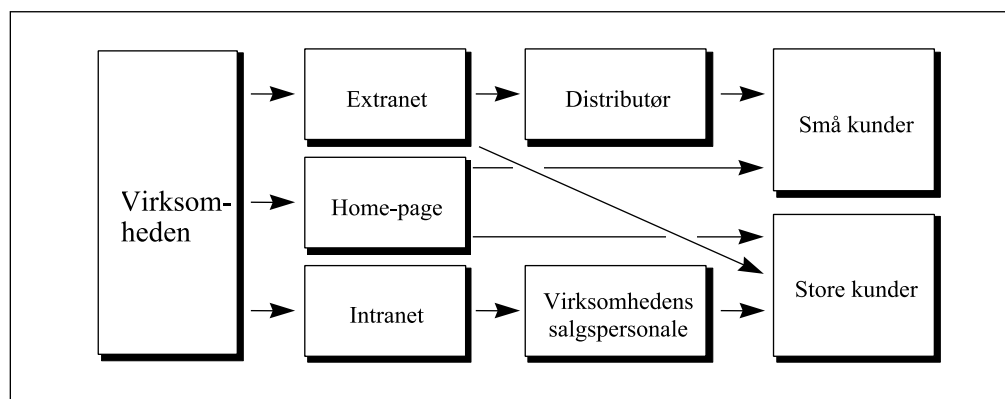 Virksom-
heden
Extranet
Distributør
Små kunder
Home-page
Intranet
Virksomhedens
salgspersonale
Store kunder